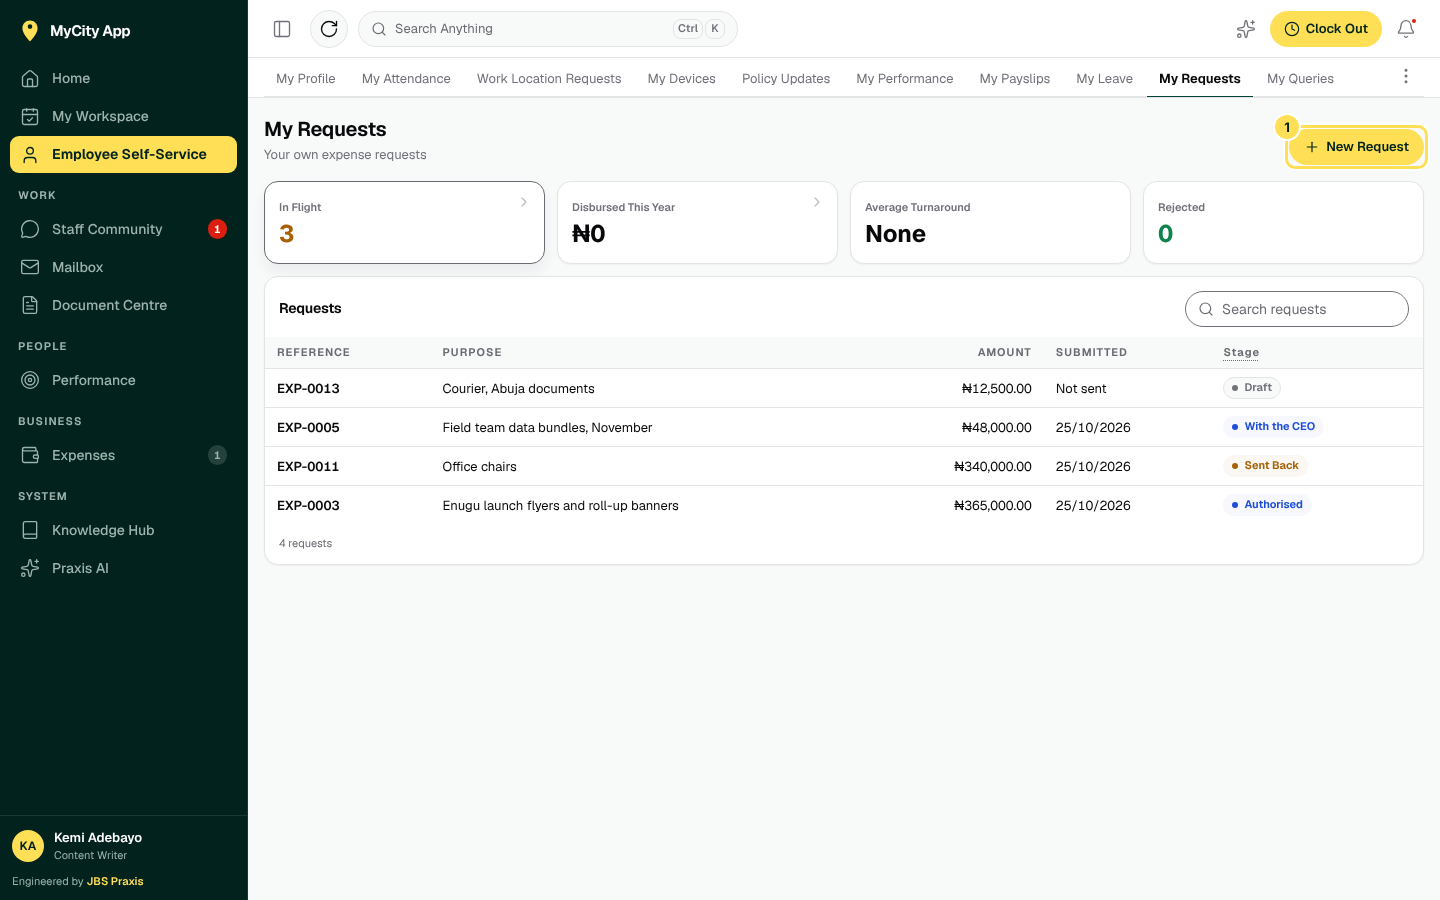 MyCity App
Home
My Workspace
Employee Self-Service
WORK
Staff Community 1
Mailbox
Document Centre
PEOPLE
Performance
BUSINESS
Expenses 1
SYSTEM
Knowledge Hub
Praxis AI
KA
Kemi Adebayo
Content Writer
Engineered by JBS Praxis
Search Anything Ctrl K
Clock Out
My Profile My Attendance Work Location Requests My Devices Policy Updates My Performance My Payslips My Leave My Requests My Queries
My Requests
Your own expense requests
1
New Request
In Flight
3
Disbursed This Year
₦0
Average Turnaround
None
Rejected
0
Requests
Search requests
REFERENCE PURPOSE AMOUNT SUBMITTED Stage
EXP-0013 Courier, Abuja documents ₦12,500.00 Not sent Draft
EXP-0005 Field team data bundles, November ₦48,000.00 25/10/2026 With the CEO
EXP-0011 Office chairs ₦340,000.00 25/10/2026 Sent Back
EXP-0003 Enugu launch flyers and roll-up banners ₦365,000.00 25/10/2026 Authorised
4 requests